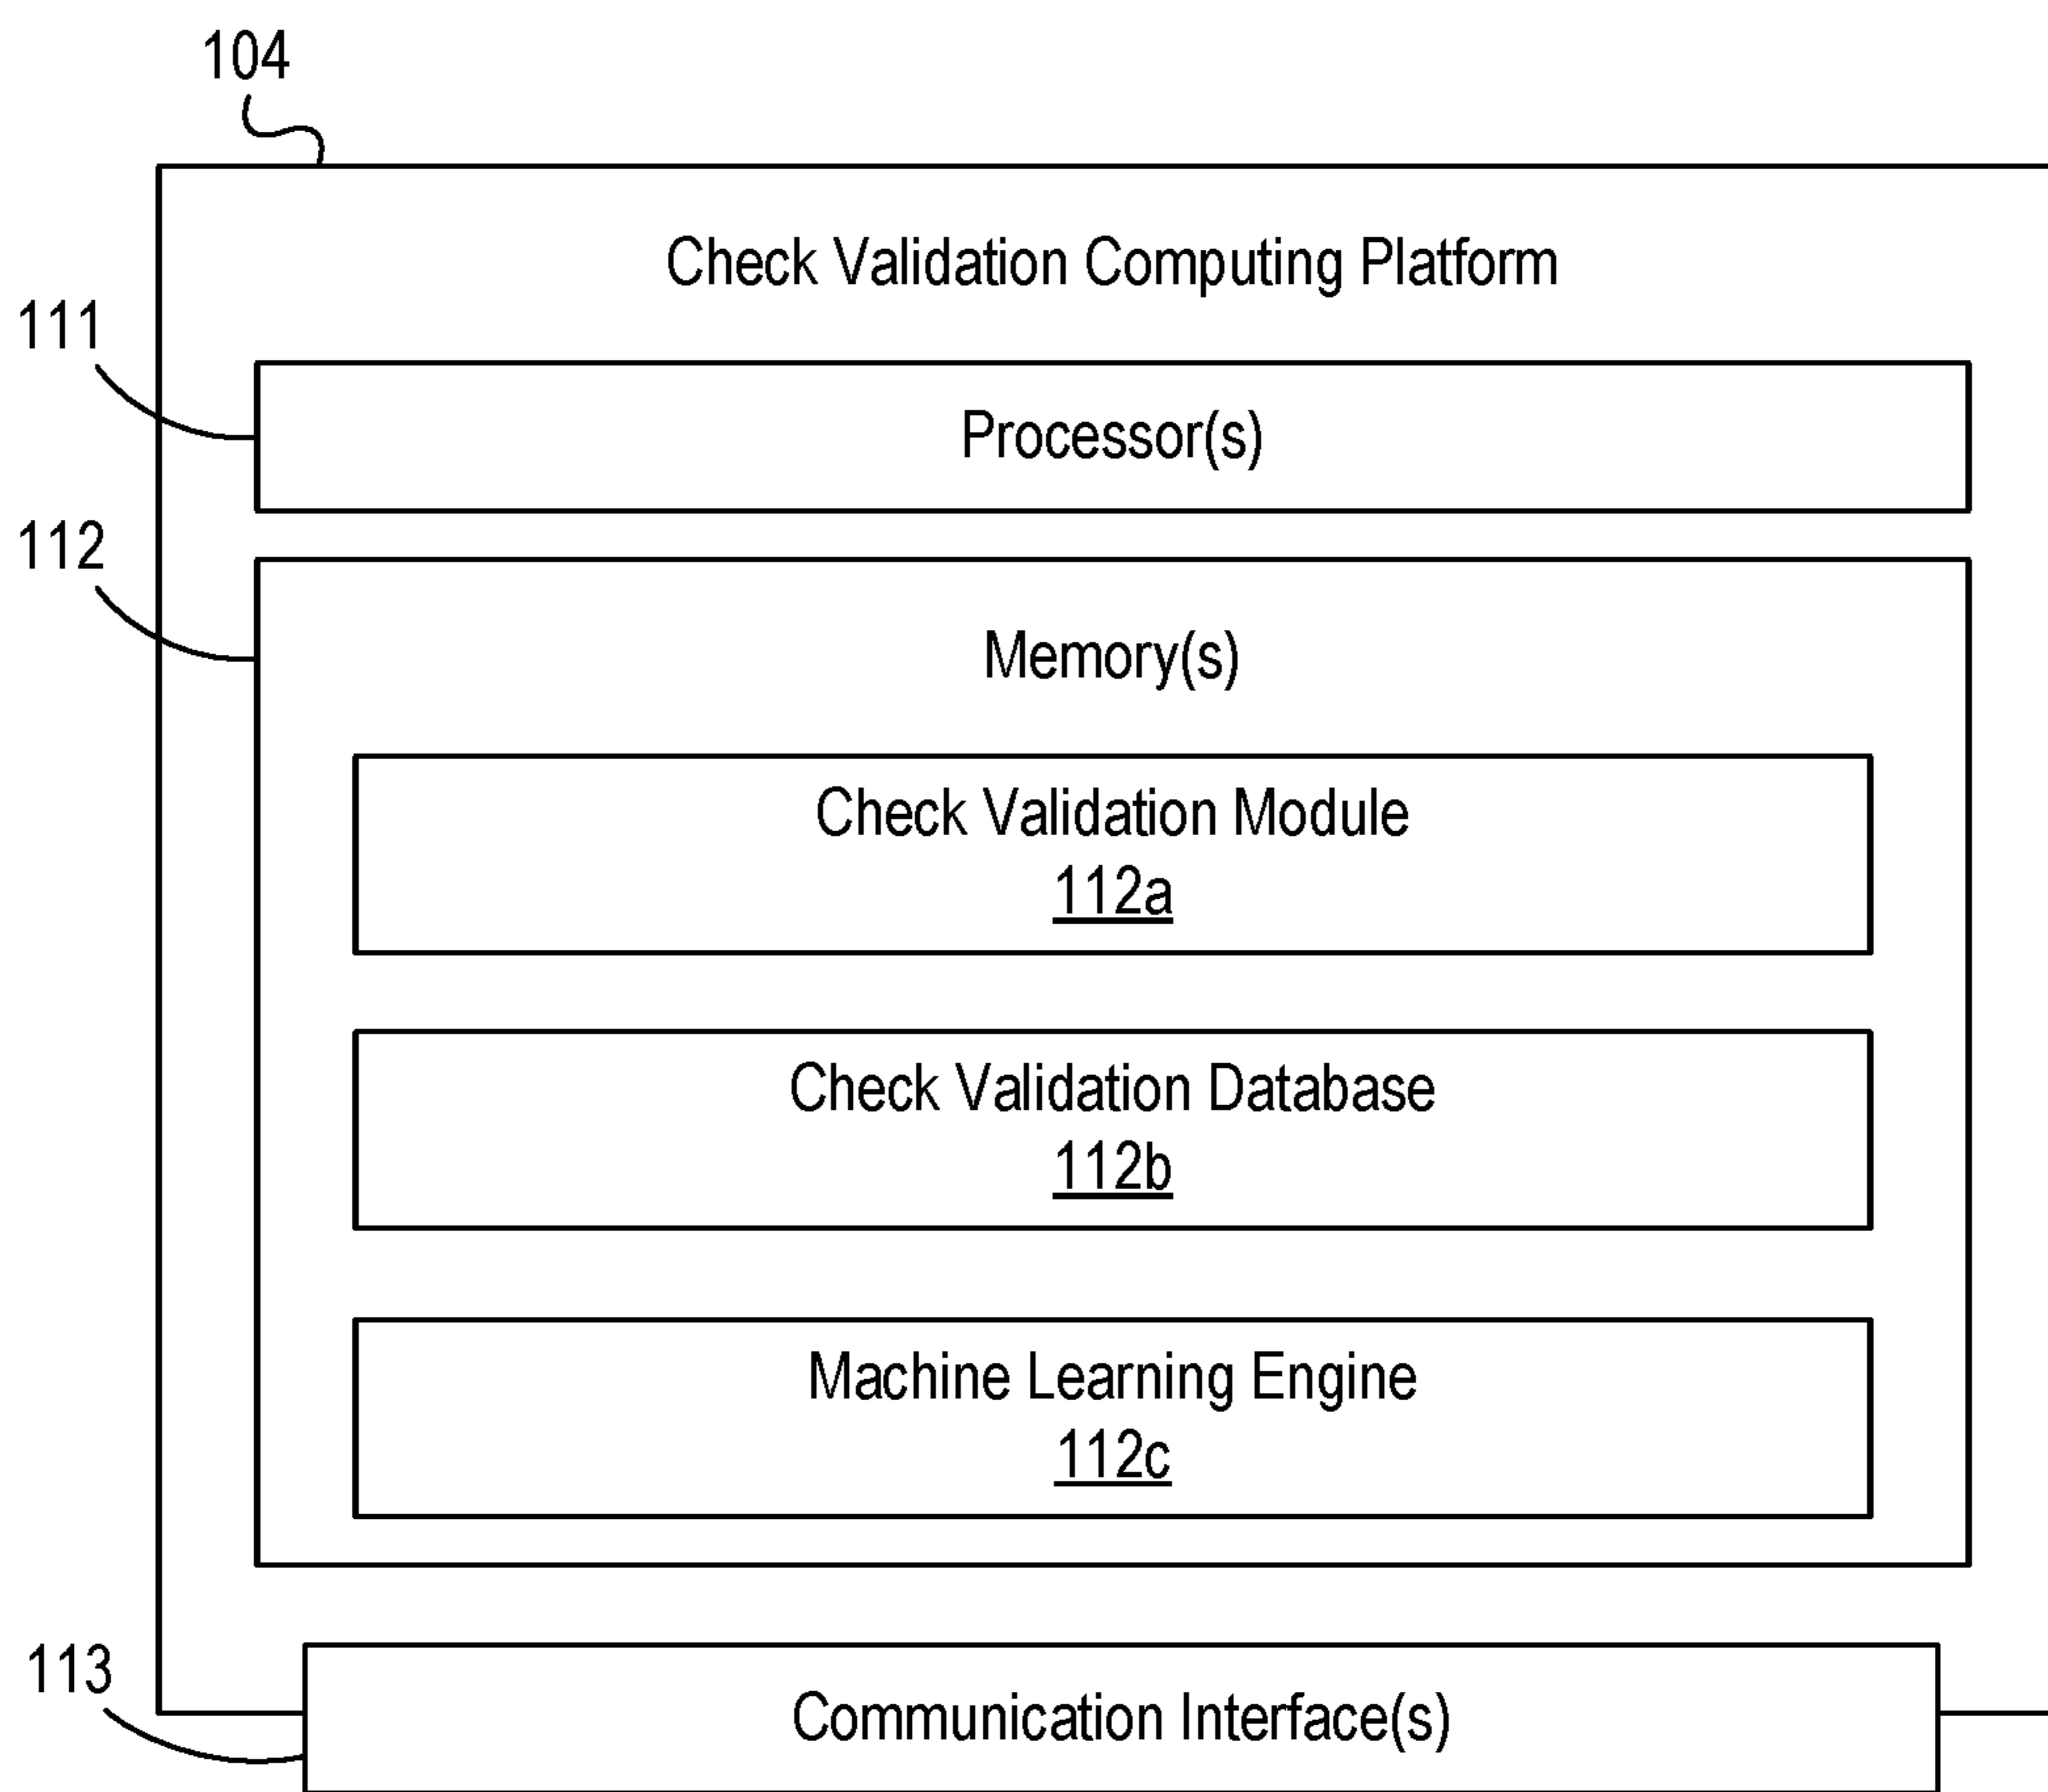 104
Check Validation Computing Platform
111
Processor(s)
112
Memory(s)
Check Validation Module
112a
Check Validation Database
112b
Machine Learning Engine
112c
113
Communication Interface(s)